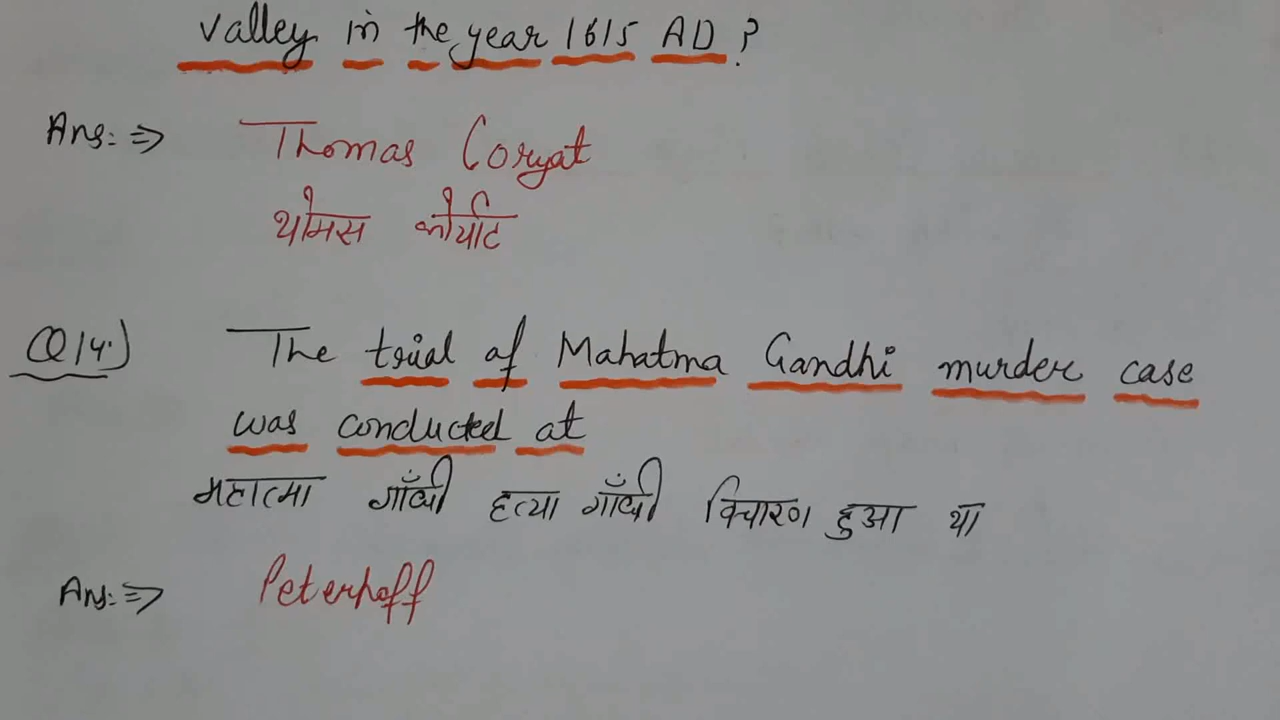 valley in the year 1615 AD ?
Ans:⇒ Thomas Coryat
थोमस कोर्याट
Q14.) The trial of Mahatma Gandhi murder case
was conducted at
महात्मा गाँधी हत्या गाँधी विचारण हुआ था
Ans:⇒ Peterhoff